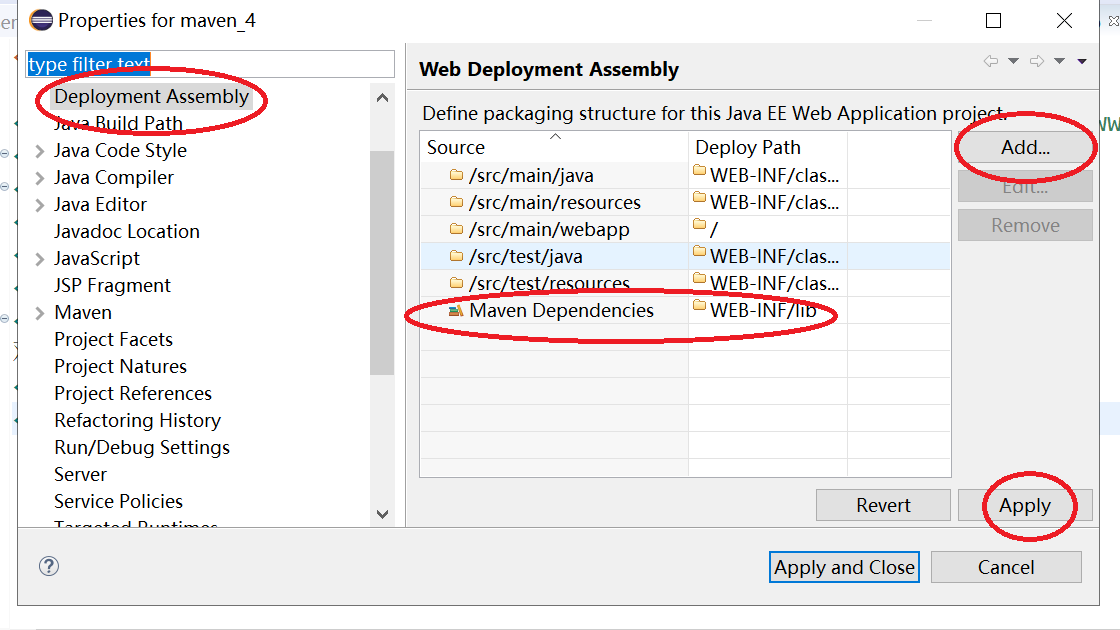 Properties for maven_4
type filter text
Deployment Assembly
Java Build Path
Java Code Style
Java Compiler
Java Editor
Javadoc Location
JavaScript
JSP Fragment
Maven
Project Facets
Project Natures
Project References
Refactoring History
Run/Debug Settings
Server
Service Policies
Targeted Runtimes
Web Deployment Assembly
Define packaging structure for this Java EE Web Application project.
Source Deploy Path
/src/main/java WEB-INF/clas...
/src/main/resources WEB-INF/clas...
/src/main/webapp /
/src/test/java WEB-INF/clas...
/src/test/resources WEB-INF/clas...
Maven Dependencies WEB-INF/lib
Add...
Edit...
Remove
Revert Apply
Apply and Close Cancel